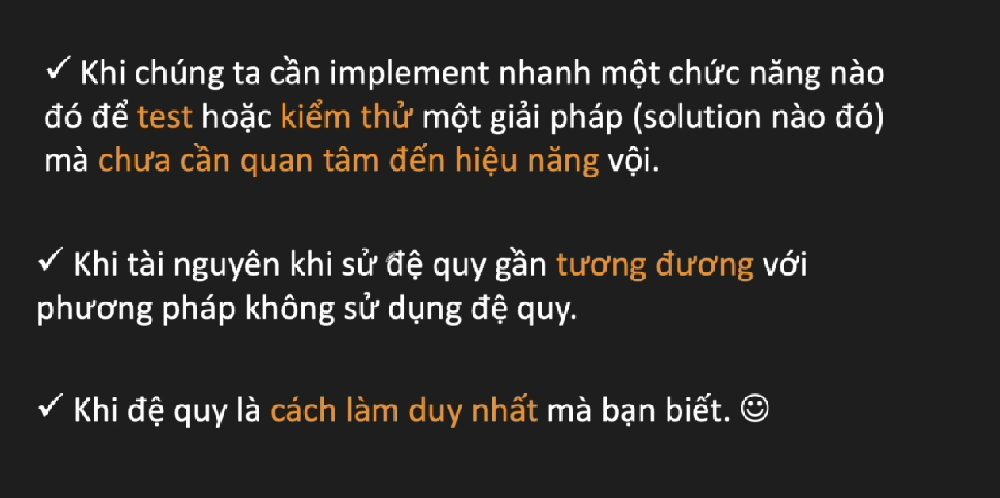 ✓ Khi chúng ta cần implement nhanh một chức năng nào
đó để test hoặc kiểm thử một giải pháp (solution nào đó)
mà chưa cần quan tâm đến hiệu năng vội.
✓ Khi tài nguyên khi sử đệ quy gần tương đương với
phương pháp không sử dụng đệ quy.
✓ Khi đệ quy là cách làm duy nhất mà bạn biết. ☺